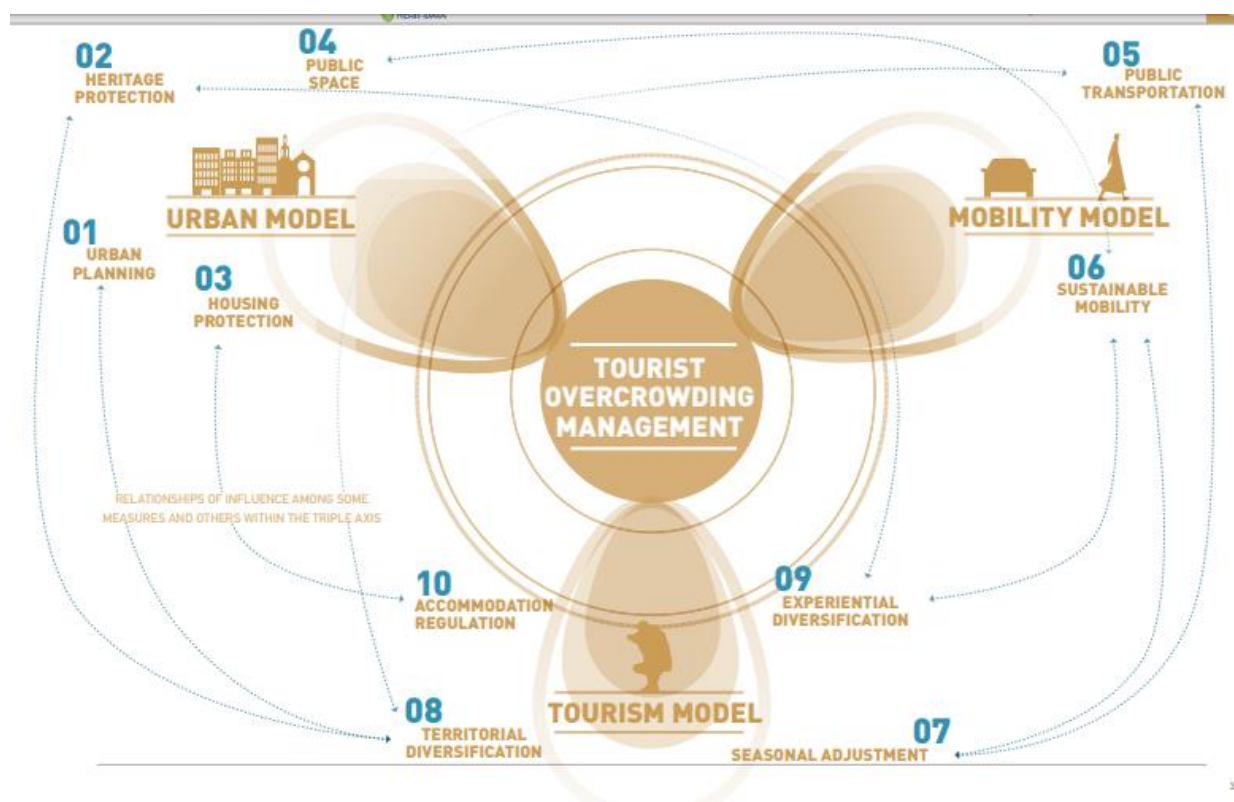 04
PUBLIC
SPACE
02
HERITAGE
PROTECTION
05
PUBLIC
TRANSPORTATION
URBAN MODEL
MOBILITY MODEL
01
URBAN
PLANNING
03
HOUSING
PROTECTION
06
SUSTAINABLE
MOBILITY
TOURIST
OVERCROWDING
MANAGEMENT
RELATIONSHIPS OF INFLUENCE AMONG SOME
MEASURES AND OTHERS WITHIN THE TRIPLE AXIS
10
ACCOMMODATION
REGULATION
09
EXPERIENTIAL
DIVERSIFICATION
08
TERRITORIAL
DIVERSIFICATION
TOURISM MODEL
07
SEASONAL ADJUSTMENT